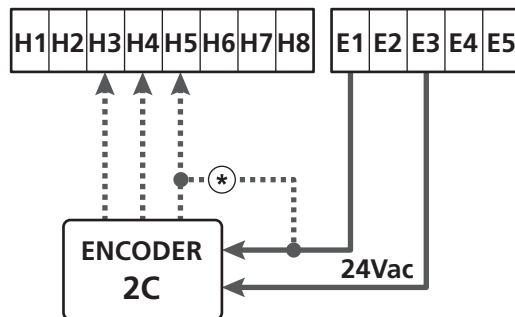 H1 H2 H3 H4 H5 H6 H7 H8 E1 E2 E3 E4 E5
*
ENCODER
2C
24Vac